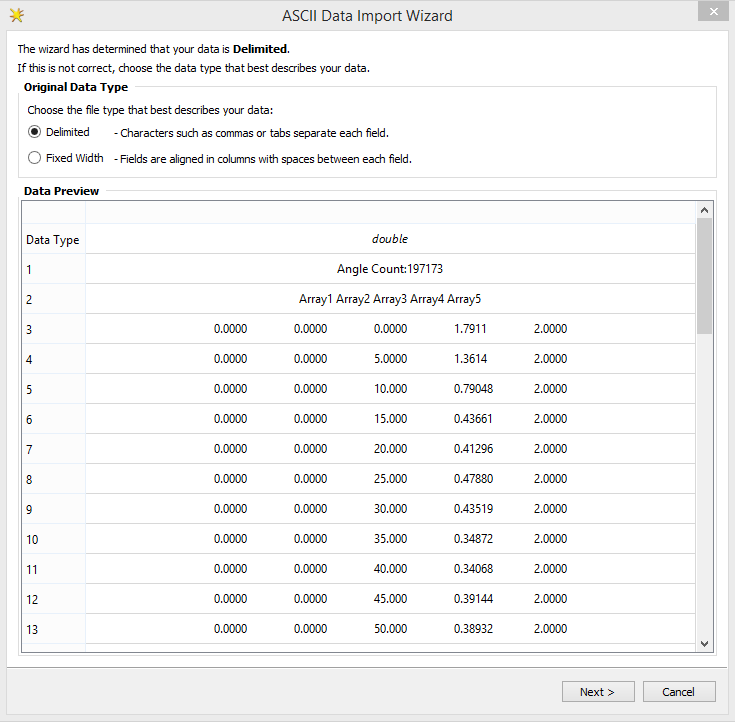 ASCII Data Import Wizard
The wizard has determined that your data is Delimited.
If this is not correct, choose the data type that best describes your data.
Original Data Type
Choose the file type that best describes your data:
Delimited - Characters such as commas or tabs separate each field.
Fixed Width - Fields are aligned in columns with spaces between each field.
Data Preview
Data Type double
1 Angle Count:197173
2 Array1 Array2 Array3 Array4 Array5
3 0.0000 0.0000 0.0000 1.7911 2.0000
4 0.0000 0.0000 5.0000 1.3614 2.0000
5 0.0000 0.0000 10.000 0.79048 2.0000
6 0.0000 0.0000 15.000 0.43661 2.0000
7 0.0000 0.0000 20.000 0.41296 2.0000
8 0.0000 0.0000 25.000 0.47880 2.0000
9 0.0000 0.0000 30.000 0.43519 2.0000
10 0.0000 0.0000 35.000 0.34872 2.0000
11 0.0000 0.0000 40.000 0.34068 2.0000
12 0.0000 0.0000 45.000 0.39144 2.0000
13 0.0000 0.0000 50.000 0.38932 2.0000
Next > Cancel